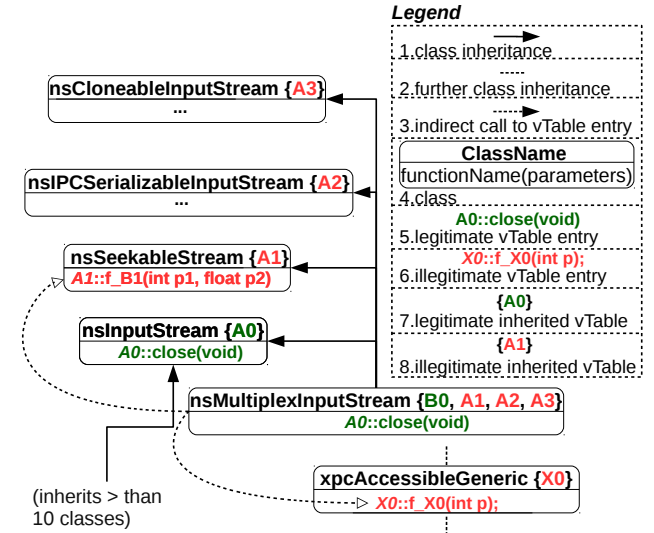 Legend
1.class inheritance
2.further class inheritance
3.indirect call to vTable entry
ClassName
functionName(parameters)
4.class
A0::close(void)
5.legitimate vTable entry
X0::f_X0(int p);
6.illegitimate vTable entry
{A0}
7.legitimate inherited vTable
{A1}
8.illegitimate inherited vTable
nsCloneableInputStream {A3}
...
nsIPCSerializableInputStream {A2}
...
nsSeekableStream {A1}
A1::f_B1(int p1, float p2)
nsInputStream {A0}
A0::close(void)
nsMultiplexInputStream {B0, A1, A2, A3}
A0::close(void)
xpcAccessibleGeneric {X0}
X0::f_X0(int p);
(inherits > than
10 classes)